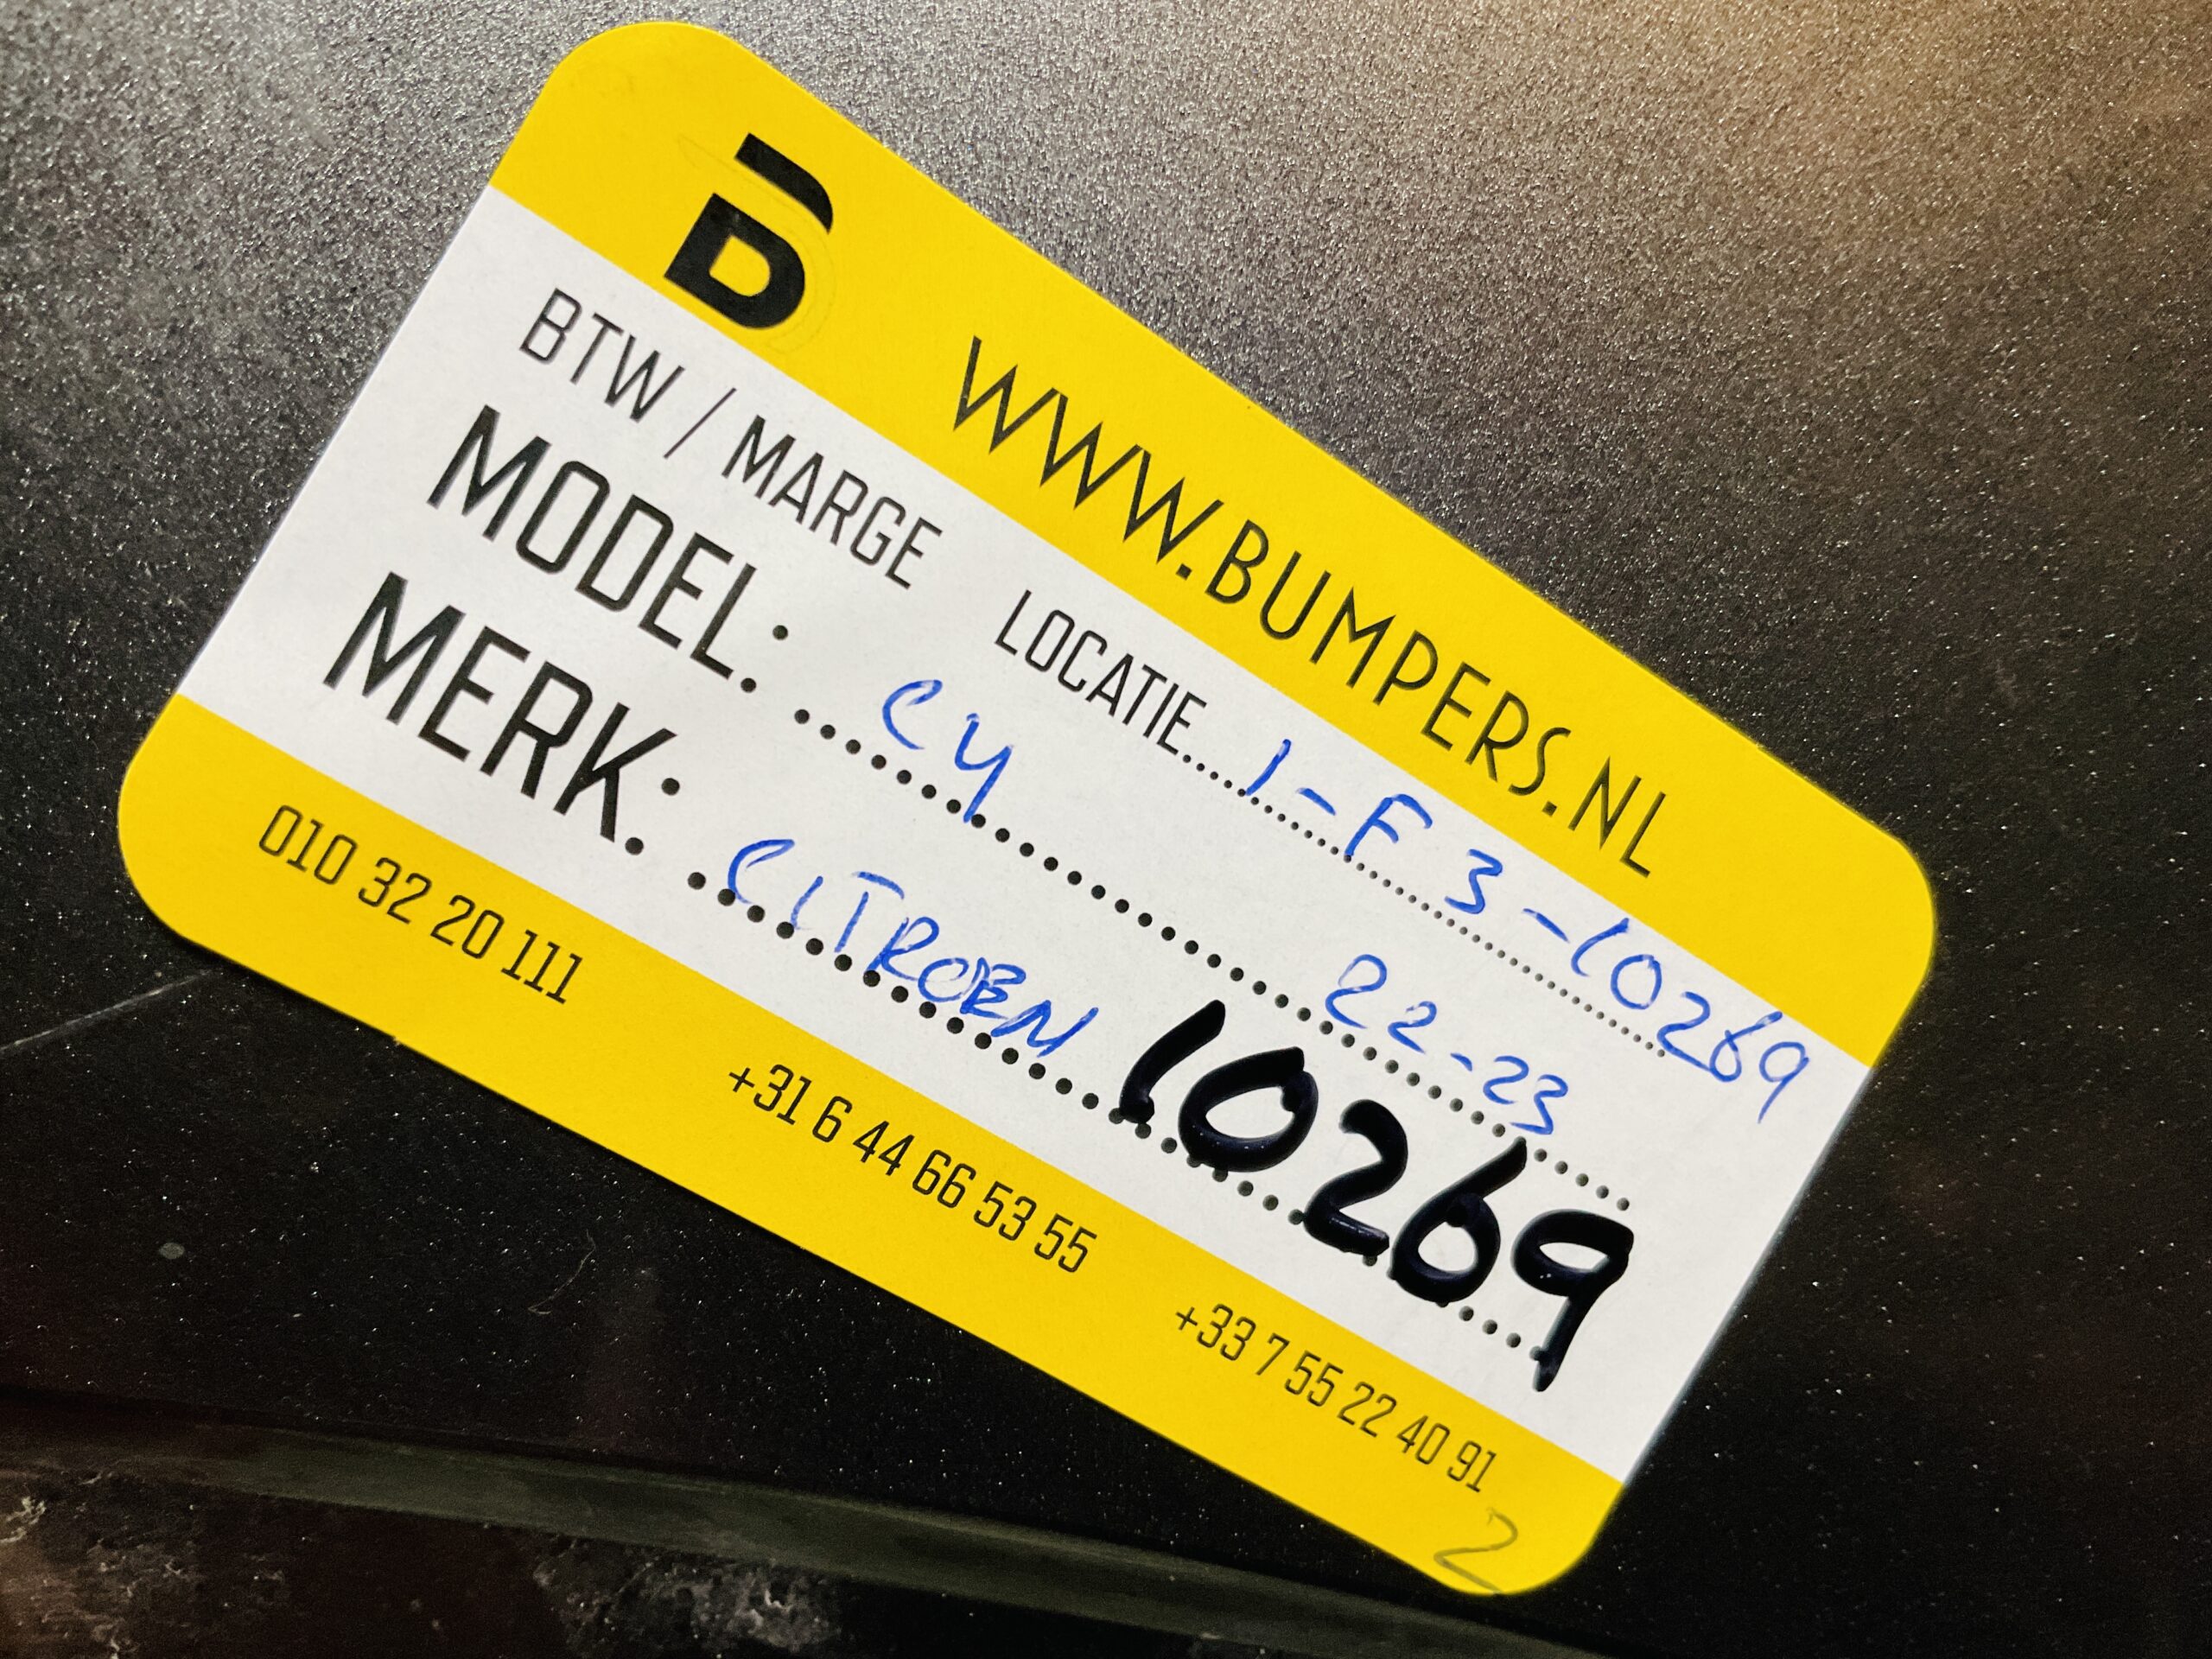 B WWW.BUMPERS.NL
BTW / MARGE LOCATIE 1-F3-10269
MODEL: C4 22-23
MERK: CITROEN 10269
010 32 20 111 +31 6 44 66 53 55 +33 7 55 22 40 91
2